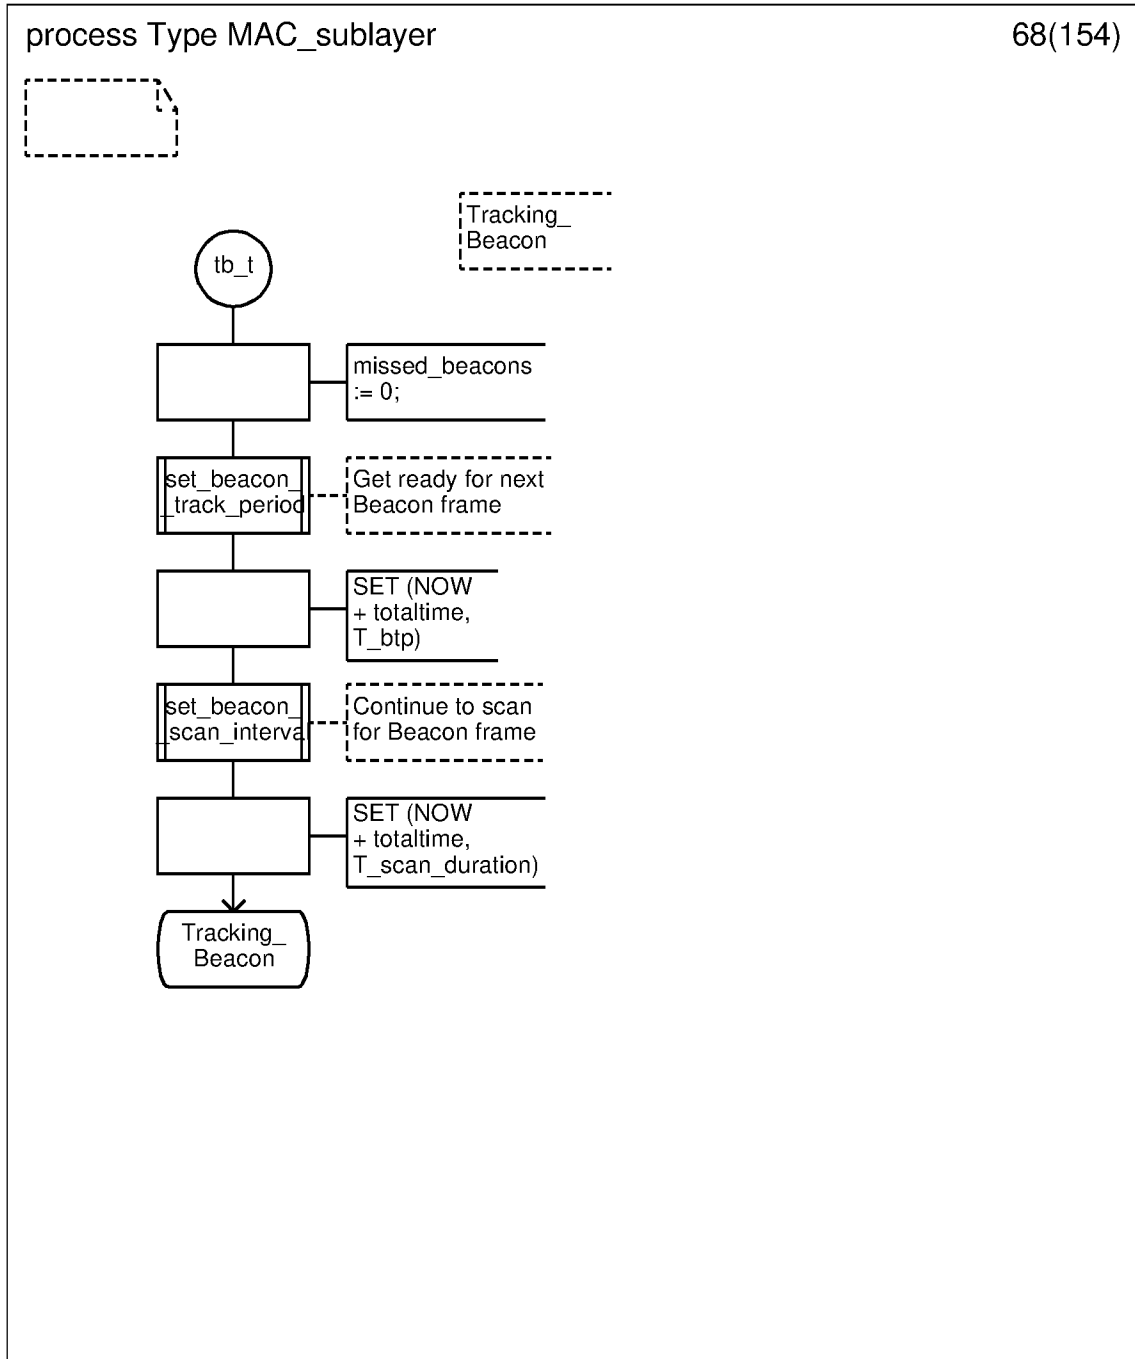 process Type MAC_sublayer
68(154)
Tracking_
Beacon
tb_t
missed_beacons
:= 0;
set_beacon_
_track_period
Get ready for next
Beacon frame
SET (NOW
+ totaltime,
T_btp)
set_beacon_
_scan_interval
Continue to scan
for Beacon frame
SET (NOW
+ totaltime,
T_scan_duration)
Tracking_
Beacon